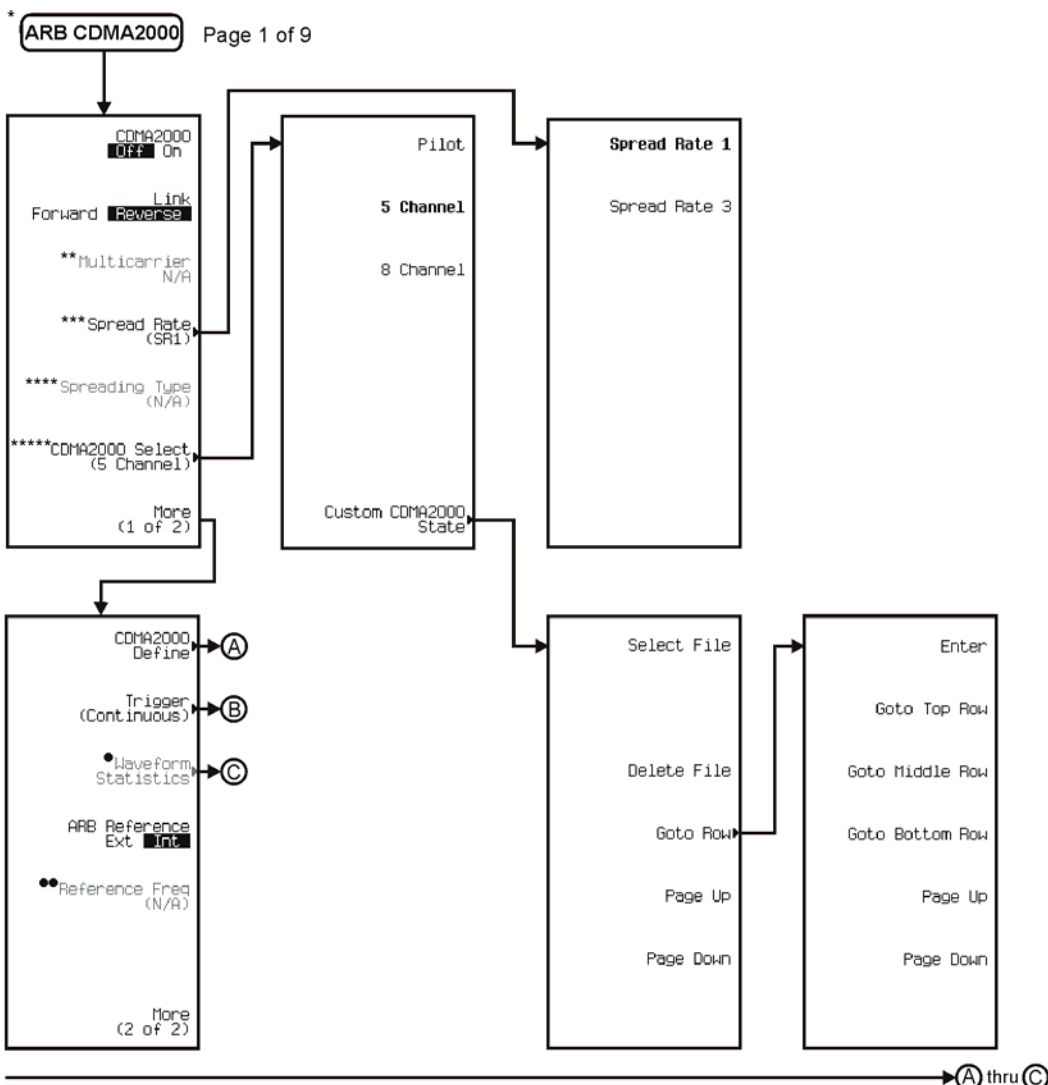 *
ARB CDMA2000
Page 1 of 9
CDMA2000
Off On
Link
Forward Reverse
**Multicarrier
N/A
***Spread Rate
(SR1)
****Spreading Type
(N/A)
*****CDMA2000 Select
(5 Channel)
More
(1 of 2)
Pilot
5 Channel
8 Channel
Custom CDMA2000
State
Spread Rate 1
Spread Rate 3
CDMA2000
Define
A
Trigger
(Continuous)
B
●Waveform
Statistics
C
ARB Reference
Ext Int
●●Reference Freq
(N/A)
More
(2 of 2)
Select File
Delete File
Goto Row
Page Up
Page Down
Enter
Goto Top Row
Goto Middle Row
Goto Bottom Row
Page Up
Page Down
A thru C